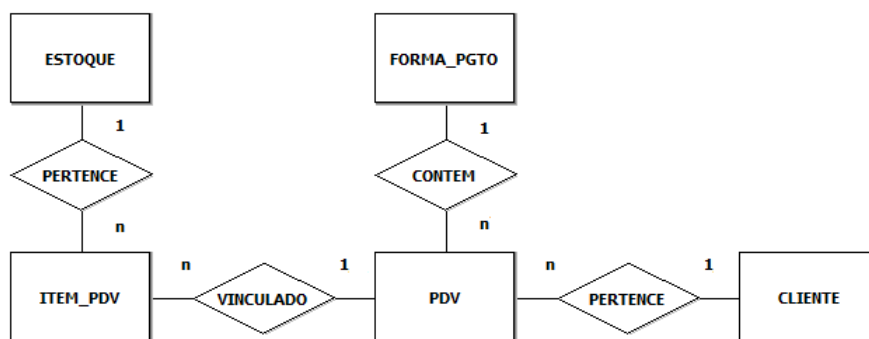 ESTOQUE
FORMA_PGTO
1
1
PERTENCE
CONTEM
n
n
n
1
n
1
ITEM_PDV
VINCULADO
PDV
PERTENCE
CLIENTE